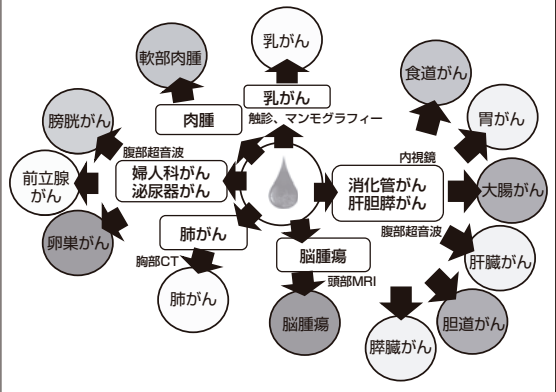 乳がん
軟部肉腫
食道がん
乳がん
触診、マンモグラフィー
肉腫
膀胱がん
胃がん
腹部超音波
内視鏡
婦人科がん
泌尿器がん
前立腺
がん
消化管がん
肝胆膵がん
大腸がん
卵巣がん
肺がん
腹部超音波
肝臓がん
胸部CT
脳腫瘍
頭部MRI
肺がん
脳腫瘍
胆道がん
膵臓がん